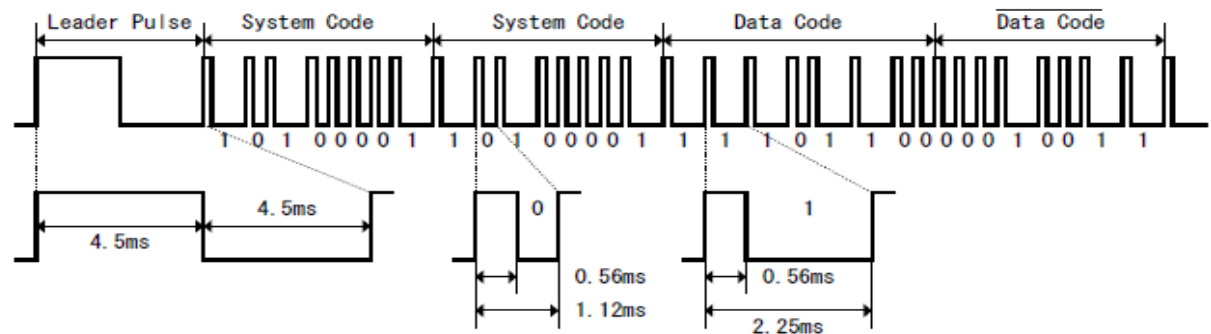 Leader Pulse System Code System Code Data Code Data Code
1 0 1 0 0 0 0 1 1 0 1 0 0 0 0 1 1 1 1 0 1 1 0 0 0 0 0 1 0 0 1 1
4.5ms 0 1
4.5ms
0.56ms 0.56ms
1.12ms
2.25ms